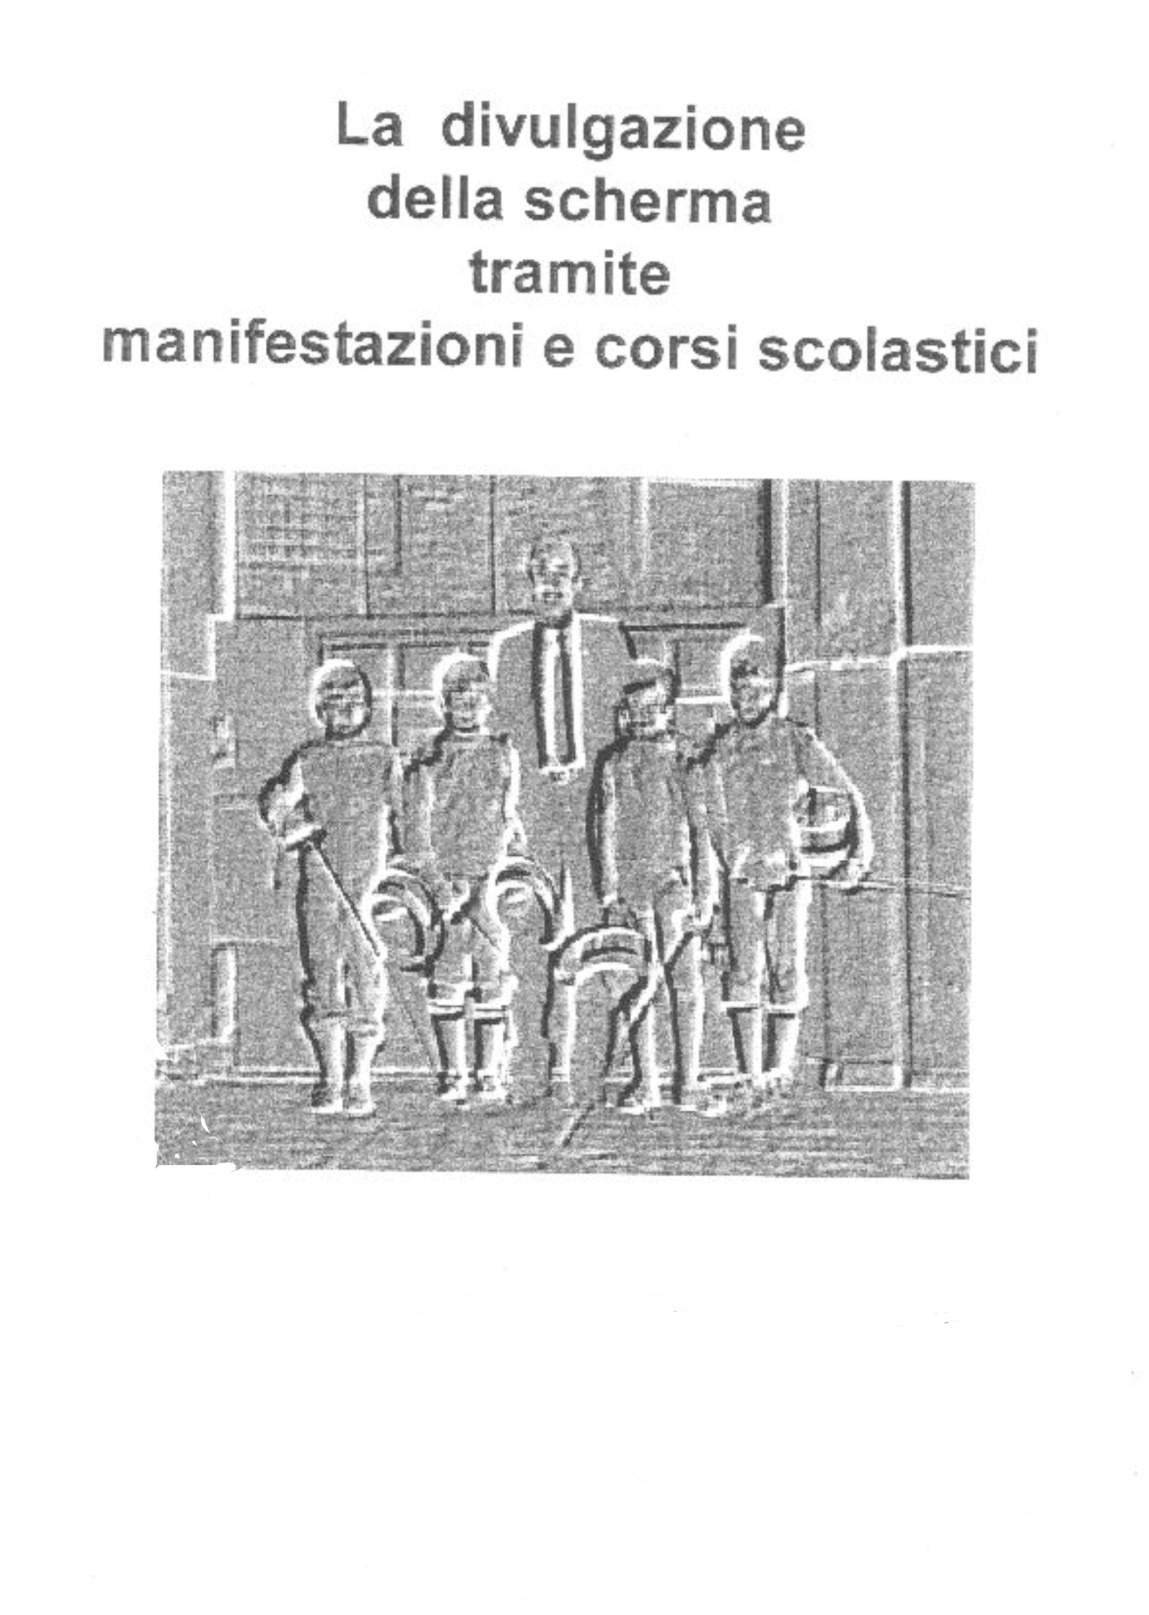 La divulgazione
della scherma
tramite
manifestazioni e corsi scolastici